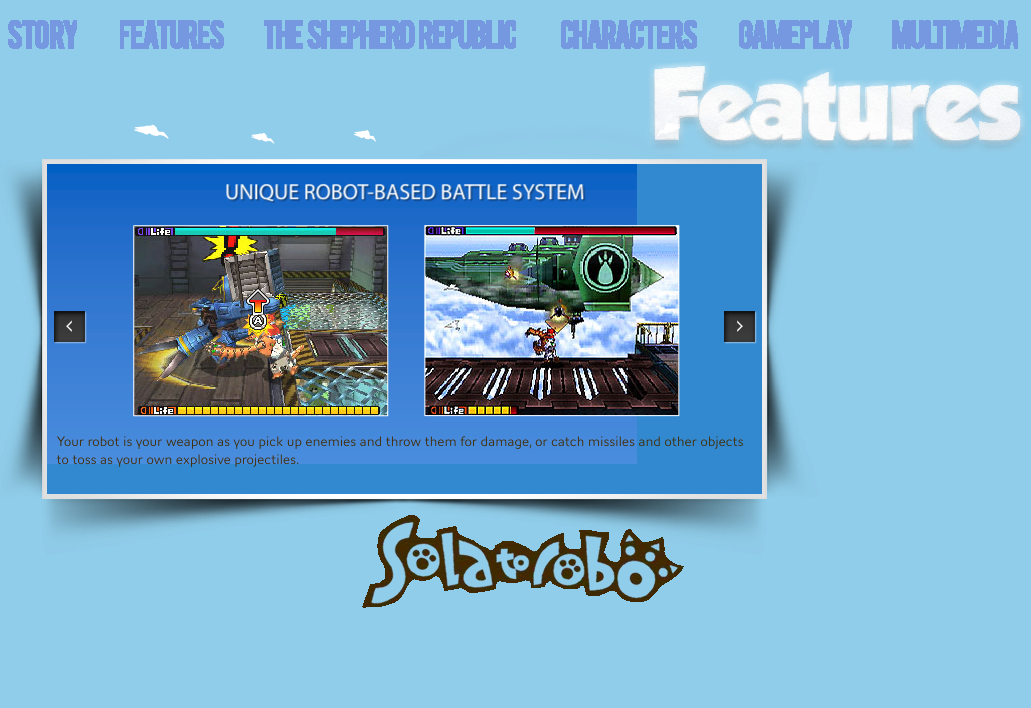 STORY FEATURES THE SHEPHERD REPUBLIC CHARACTERS GAMEPLAY MULTIMEDIA
Features
UNIQUE ROBOT-BASED BATTLE SYSTEM
Life
Life
A
Life
Life
Your robot is your weapon as you pick up enemies and throw them for damage, or catch missiles and other objects
to toss as your own explosive projectiles.
Solatorobo